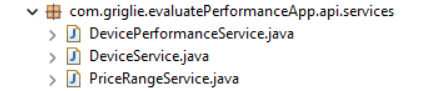 com.griglie.evaluatePerformanceApp.api.services
DevicePerformanceService.java
DeviceService.java
PriceRangeService.java